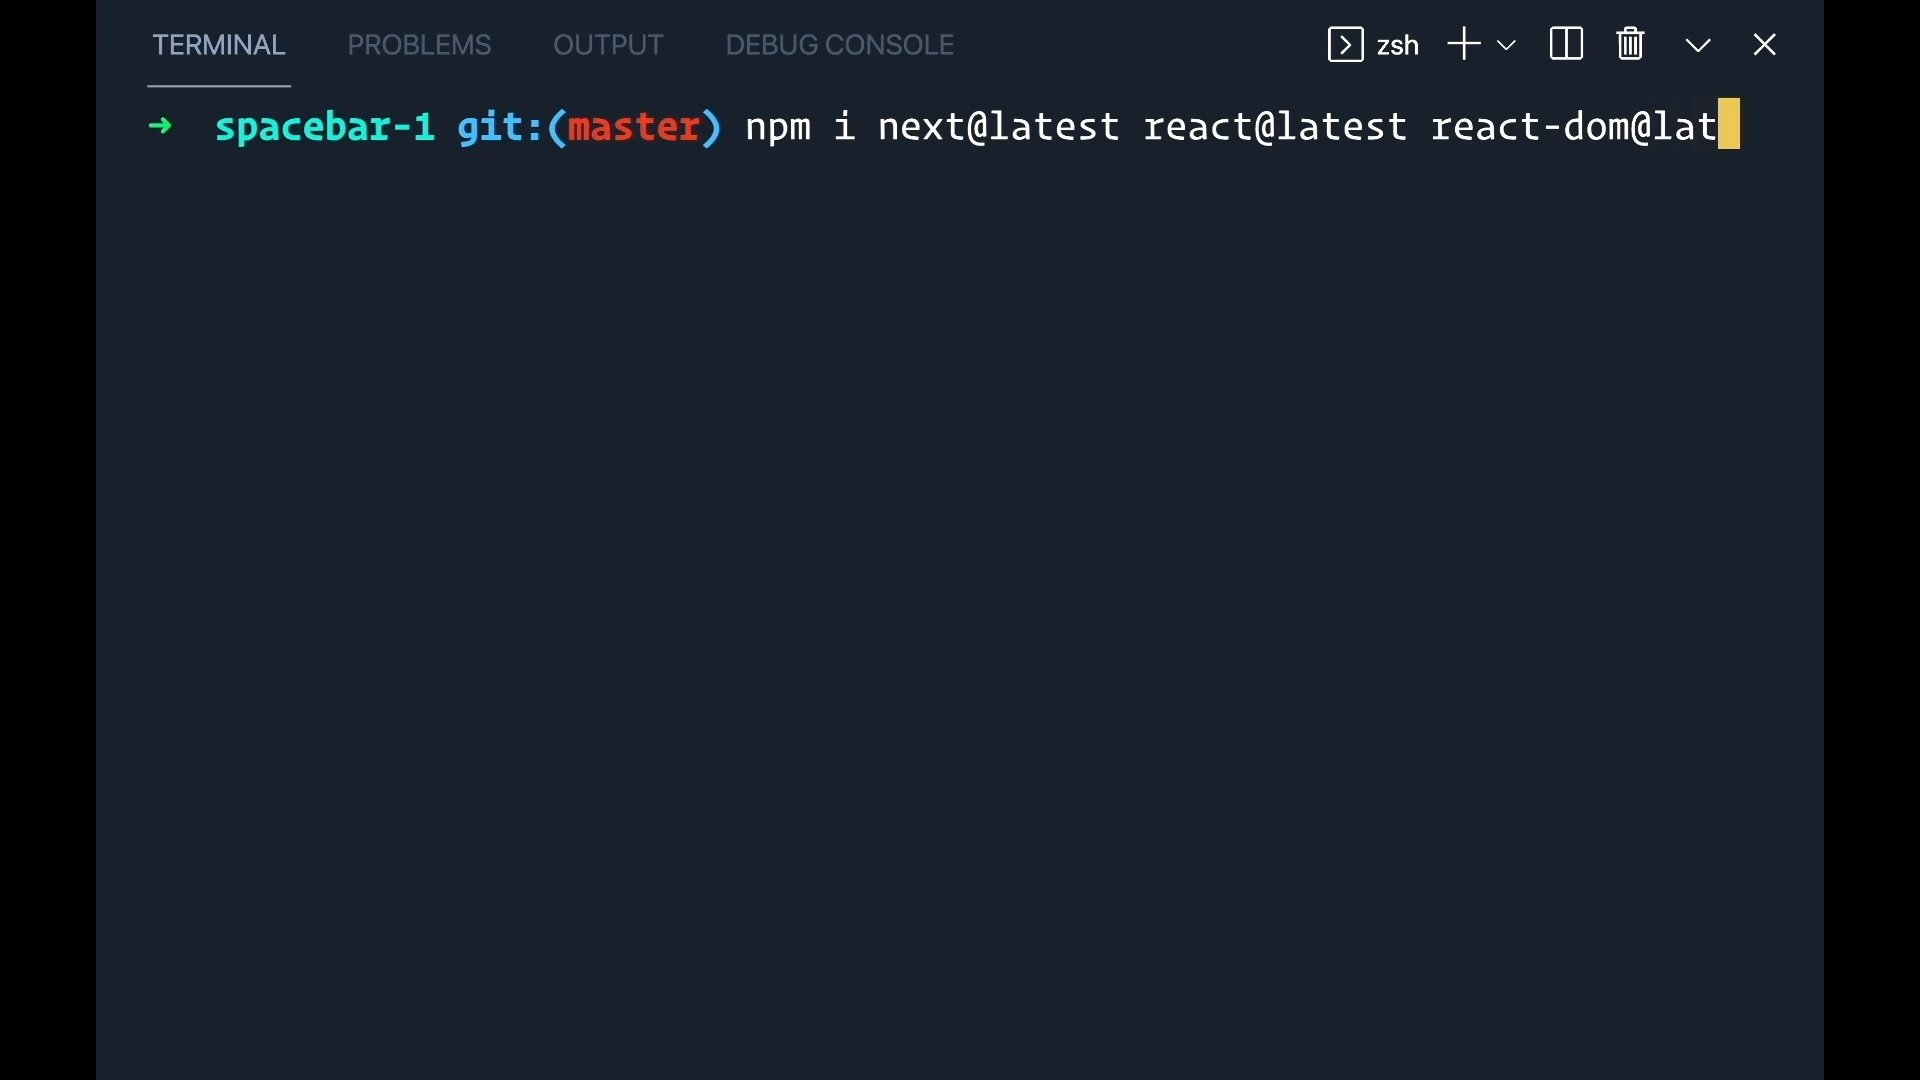 TERMINAL PROBLEMS OUTPUT DEBUG CONSOLE zsh
➜ spacebar-1 git:(master) npm i next@latest react@latest react-dom@lat